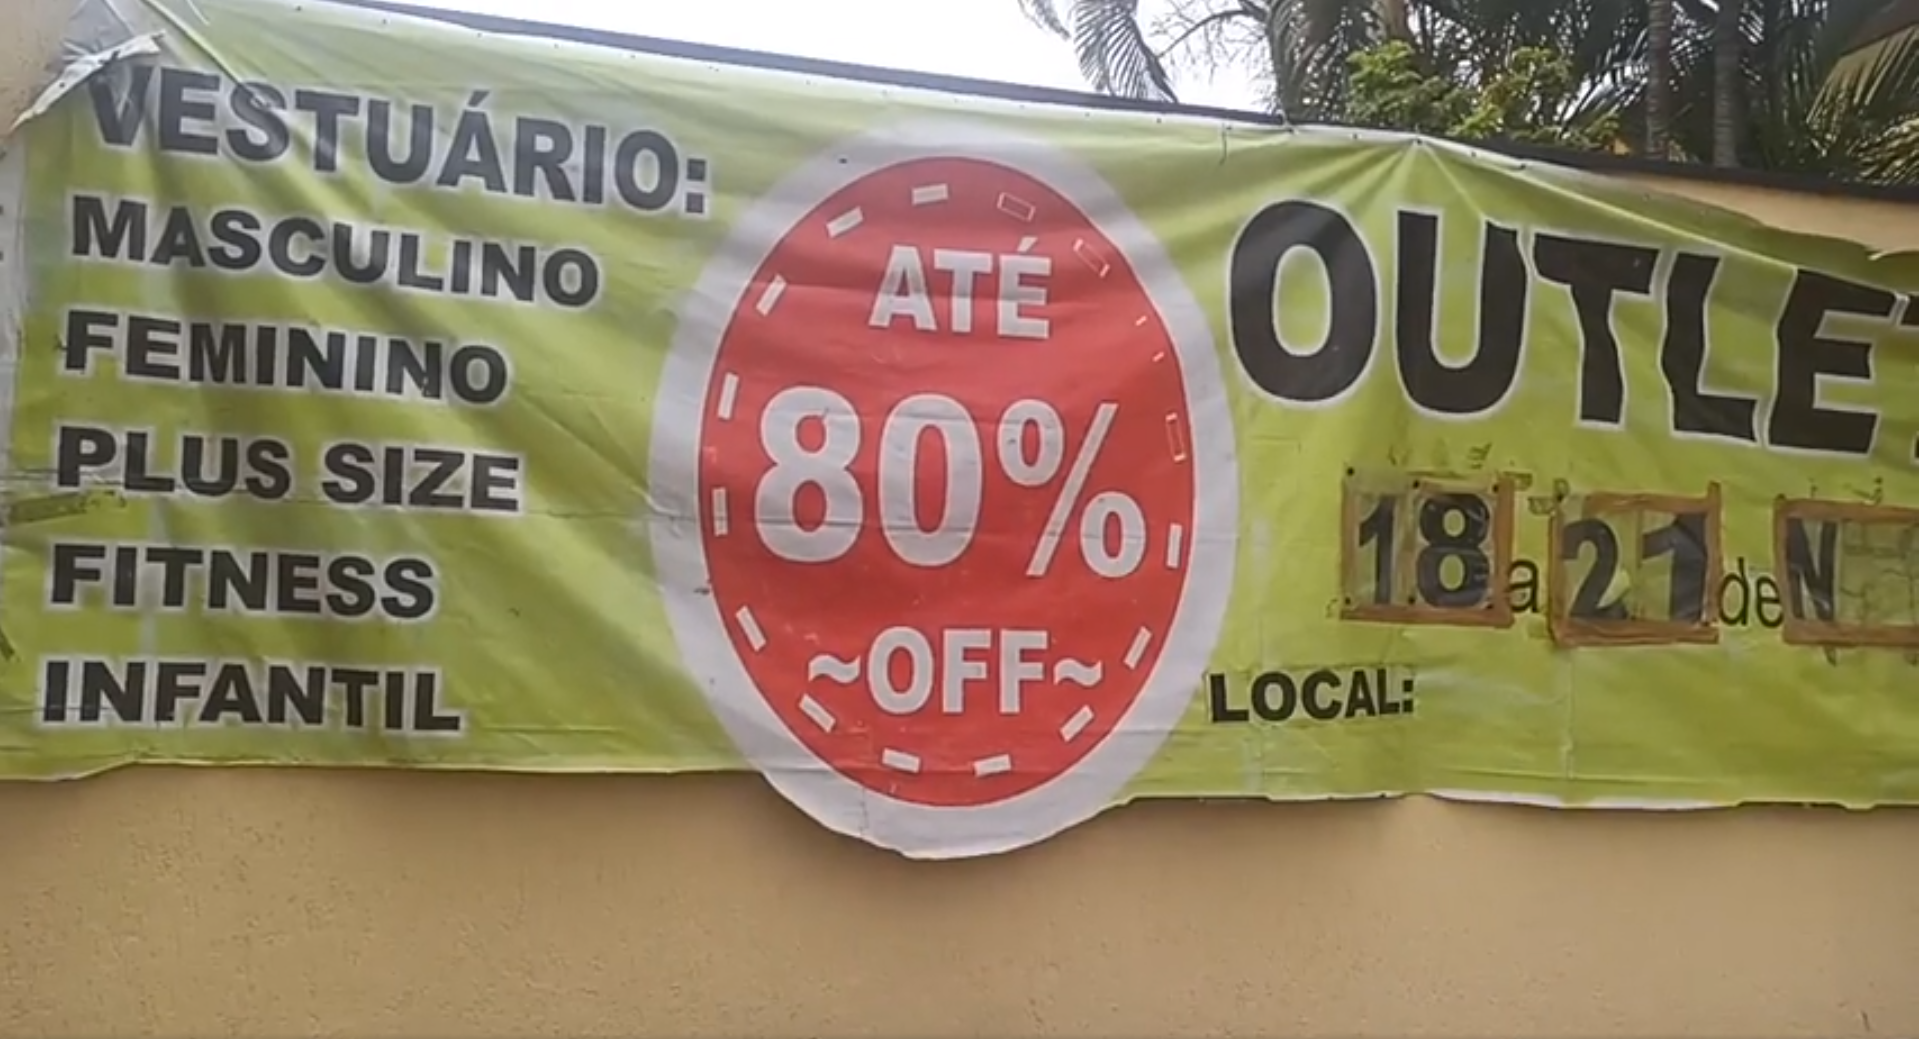 VESTUÁRIO:
MASCULINO
FEMININO
PLUS SIZE
FITNESS
INFANTIL
ATÉ
80%
~OFF~
OUTLE
18 a 21 de N
LOCAL: